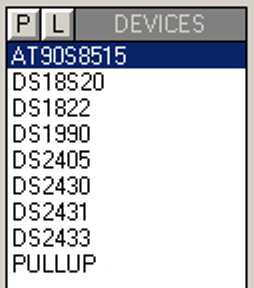 P L DEVICES
AT90S8515
DS18S20
DS1822
DS1990
DS2405
DS2430
DS2431
DS2433
PULLUP